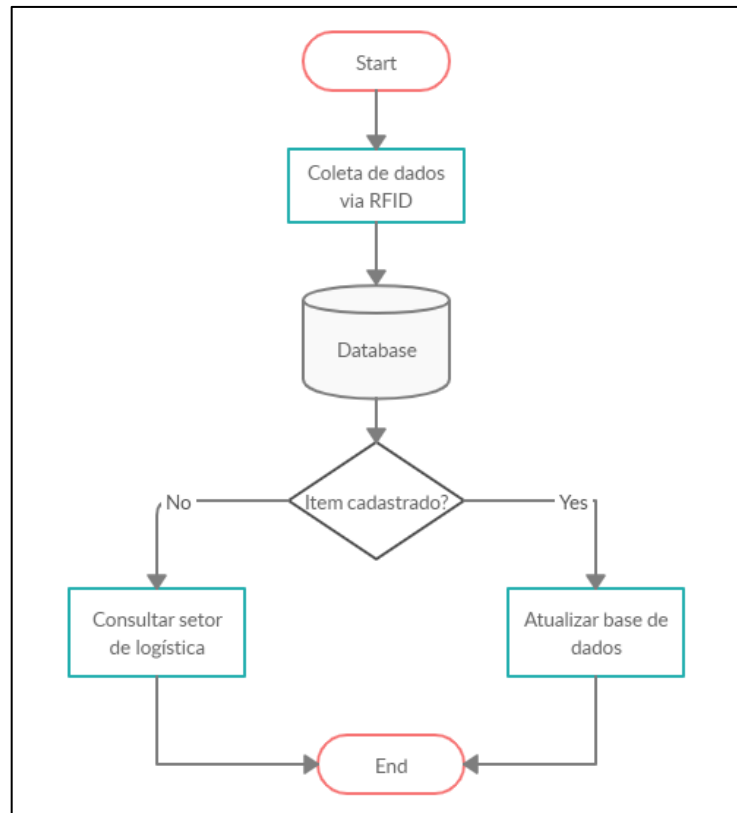 Start
Coleta de dados
via RFID
Database
Item cadastrado?
No
Yes
Consultar setor
de logística
Atualizar base de
dados
End